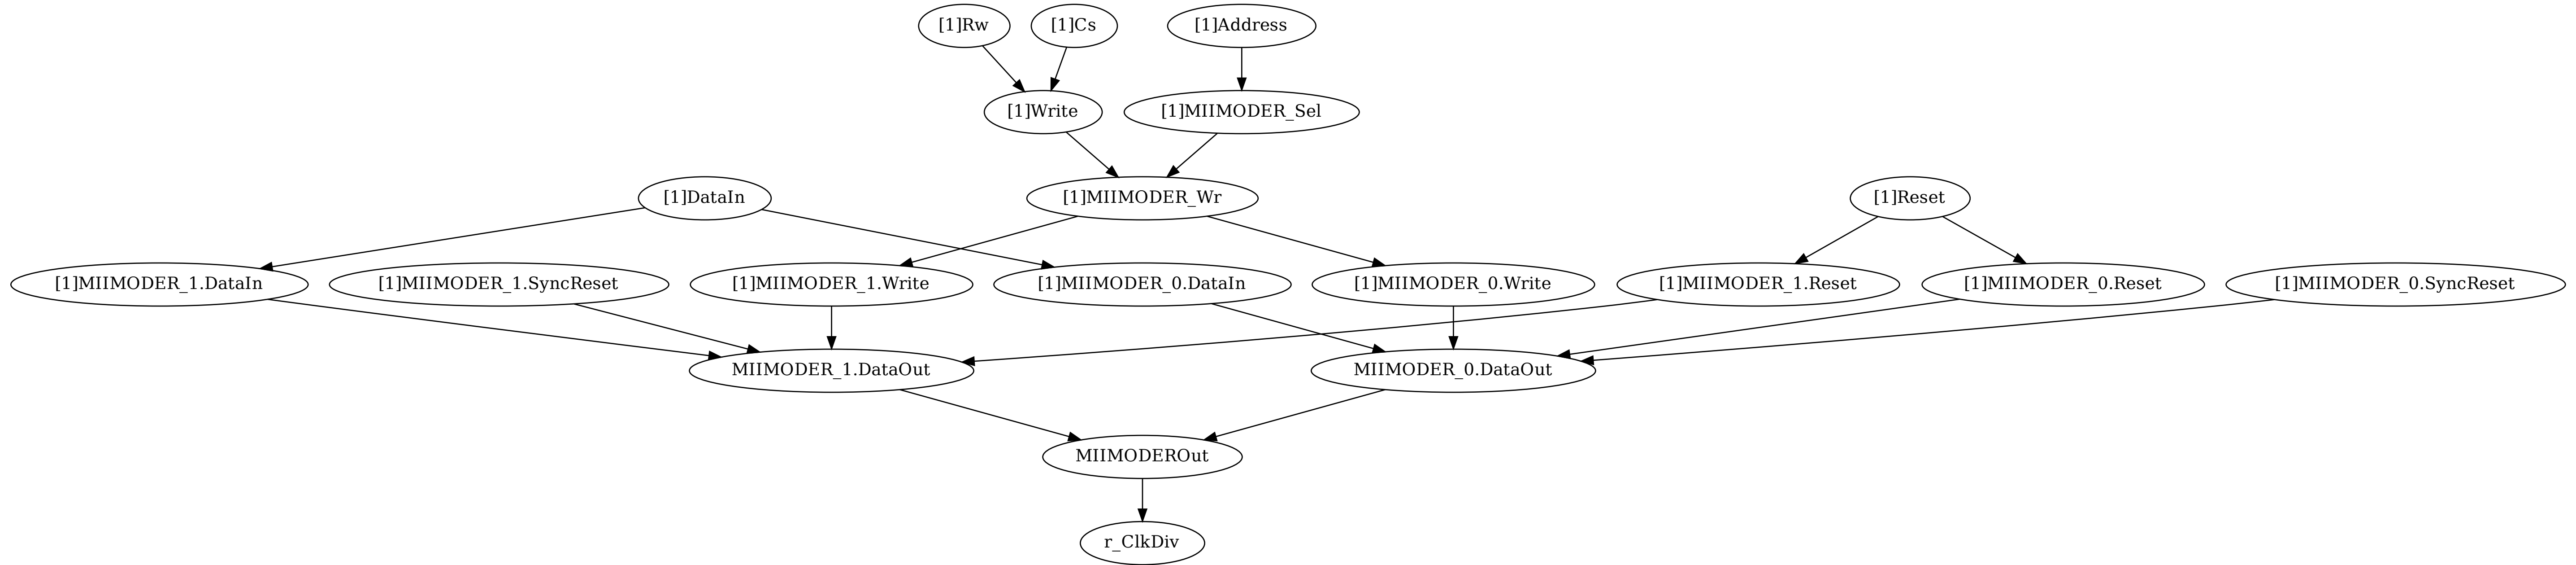 [1]Rw
[1]Cs
[1]Address
[1]Write
[1]MIIMODER_Sel
[1]DataIn
[1]MIIMODER_Wr
[1]Reset
[1]MIIMODER_1.DataIn
[1]MIIMODER_1.SyncReset
[1]MIIMODER_1.Write
[1]MIIMODER_0.DataIn
[1]MIIMODER_0.Write
[1]MIIMODER_1.Reset
[1]MIIMODER_0.Reset
[1]MIIMODER_0.SyncReset
MIIMODER_1.DataOut
MIIMODER_0.DataOut
MIIMODEROut
r_ClkDiv